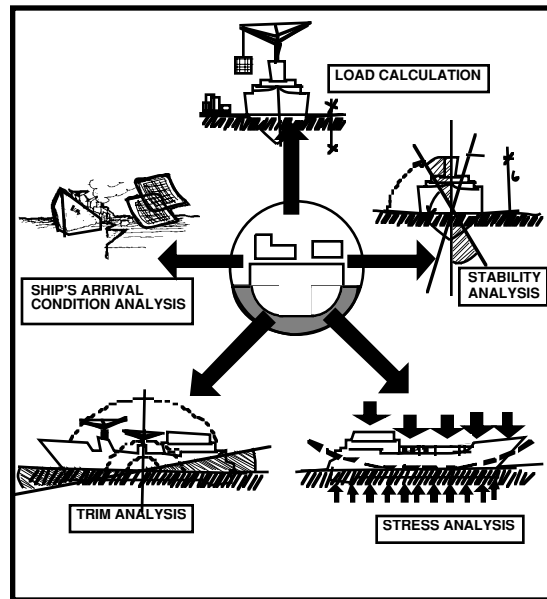 LOAD CALCULATION
SHIP'S ARRIVAL
CONDITION ANALYSIS
STABILITY
ANALYSIS
TRIM ANALYSIS
STRESS ANALYSIS